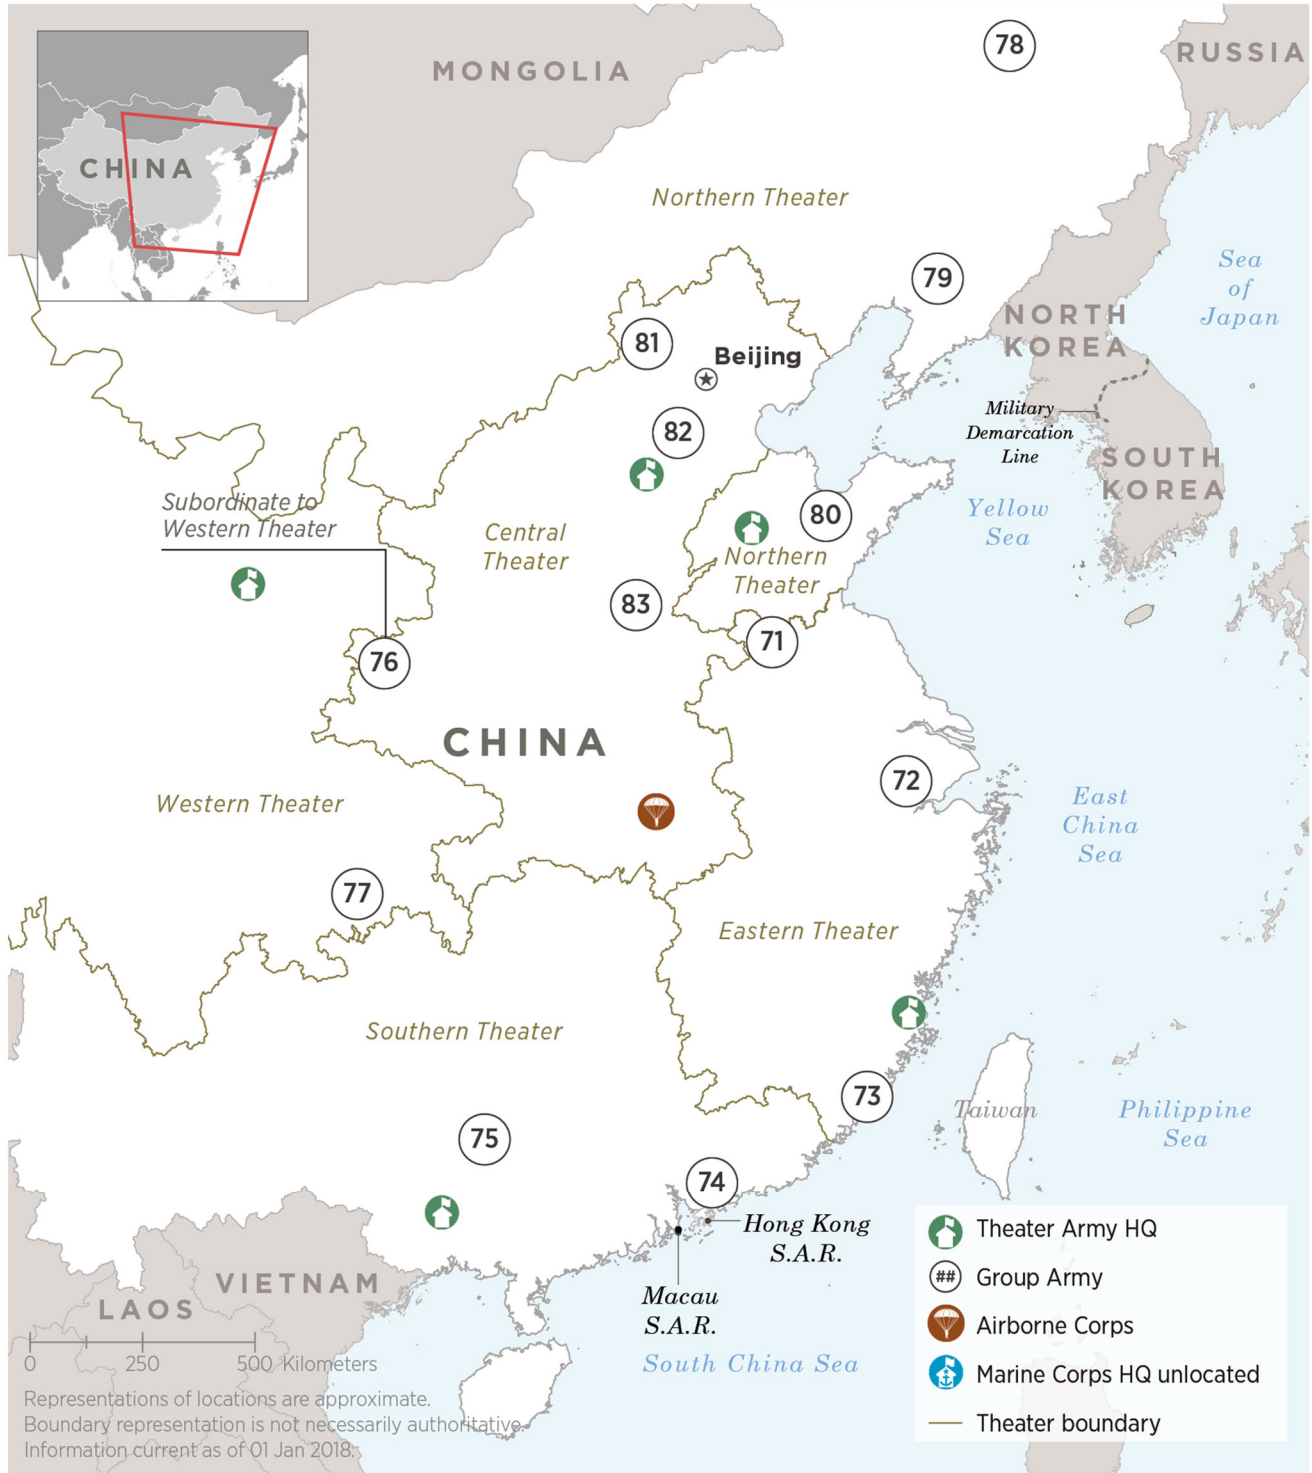 78
RUSSIA
MONGOLIA
CHINA
Northern Theater
Sea
of
Japan
79
NORTH
KOREA
81
Beijing
Military
Demarcation
Line
82
SOUTH
KOREA
Subordinate to
Western Theater
Yellow
Sea
80
Central
Theater
Northern
Theater
83
71
76
CHINA
72
Western Theater
East
China
Sea
77
Eastern Theater
Southern Theater
73
Taiwan
Philippine
Sea
75
74
Hong Kong
S.A.R.
Macau
S.A.R.
VIETNAM
LAOS
South China Sea
0 250 500 Kilometers
Representations of locations are approximate.
Boundary representation is not necessarily authoritative.
Information current as of 01 Jan 2018.
Theater Army HQ
## Group Army
Airborne Corps
Marine Corps HQ unlocated
Theater boundary